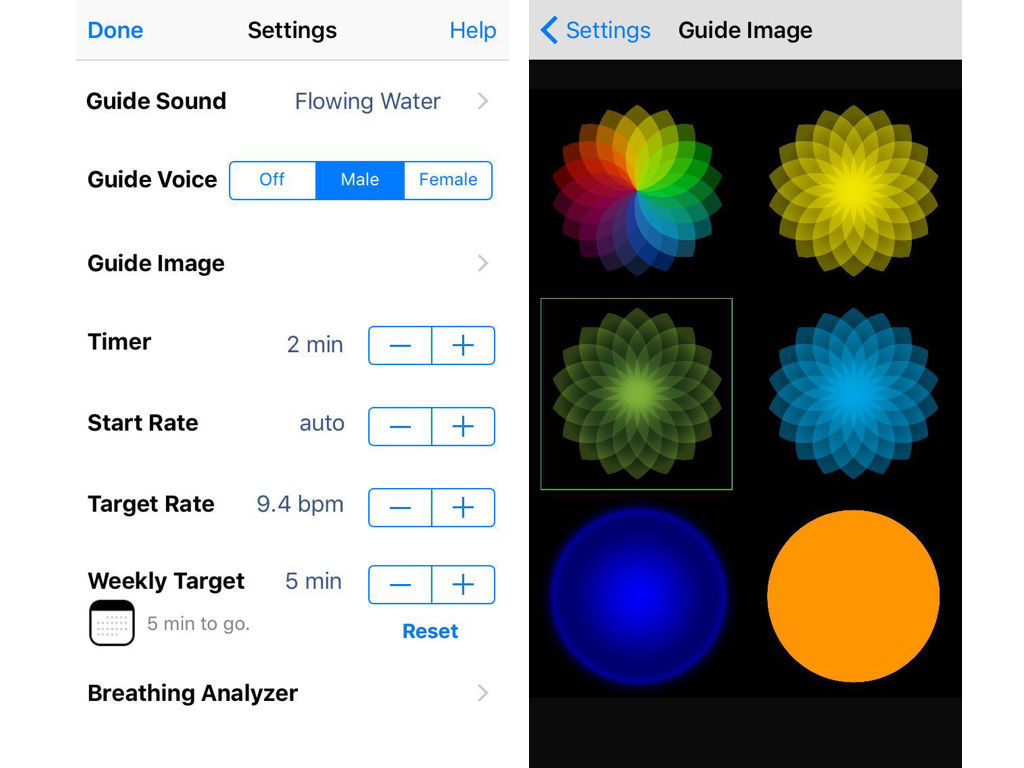 Done Settings Help
Guide Sound Flowing Water
Guide Voice Off Male Female
Guide Image
Timer 2 min
Start Rate auto
Target Rate 9.4 bpm
Weekly Target 5 min
5 min to go. Reset
Breathing Analyzer
Settings Guide Image